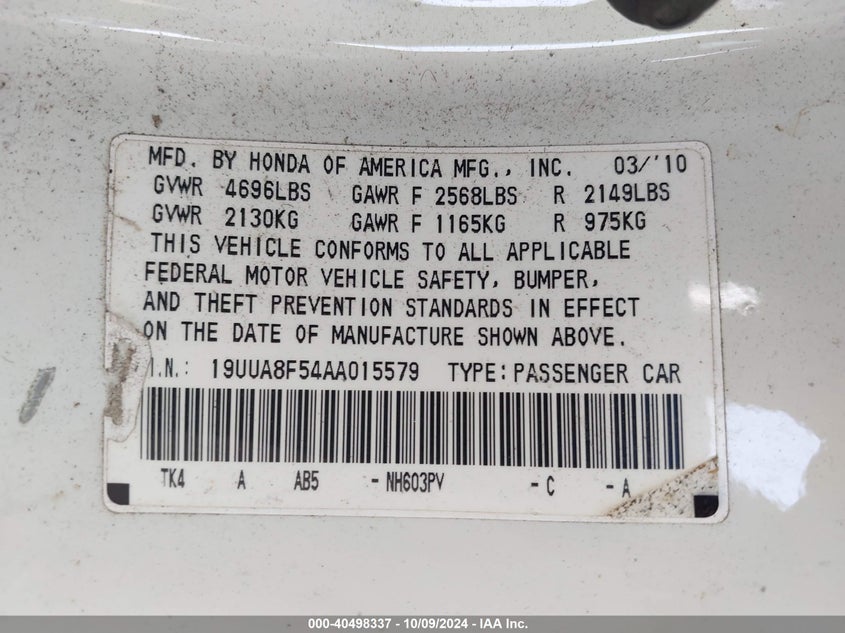 MFD. BY HONDA OF AMERICA MFG., INC. 03/'10
GVWR 4696LBS GAWR F 2568LBS R 2149LBS
GVWR 2130KG GAWR F 1165KG R 975KG
THIS VEHICLE CONFORMS TO ALL APPLICABLE
FEDERAL MOTOR VEHICLE SAFETY, BUMPER,
AND THEFT PREVENTION STANDARDS IN EFFECT
ON THE DATE OF MANUFACTURE SHOWN ABOVE.
.I.N.: 19UUA8F54AA015579 TYPE: PASSENGER CAR
TK4 A AB5 - NH603PV - C - A
000-40498337 - 10/09/2024 - IAA Inc.